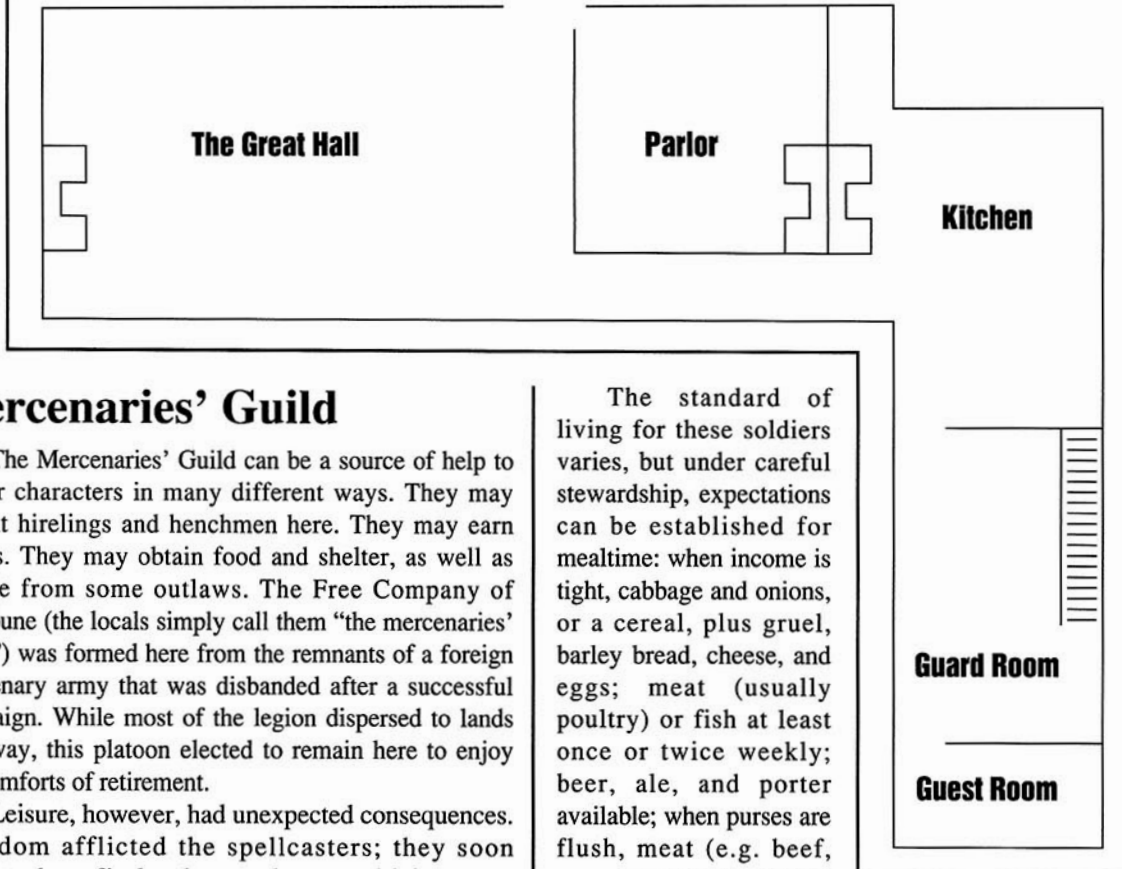 The Great Hall
Parlor
Kitchen
Guard Room
Guest Room
ercenaries’ Guild
The Mercenaries’ Guild can be a source of help to
r characters in many different ways. They may
t hirelings and henchmen here. They may earn
s. They may obtain food and shelter, as well as
e from some outlaws. The Free Company of
une (the locals simply call them “the mercenaries’
”) was formed here from the remnants of a foreign
nary army that was disbanded after a successful
aign. While most of the legion dispersed to lands
way, this platoon elected to remain here to enjoy
omforts of retirement.
Leisure, however, had unexpected consequences.
dom afflicted the spellcasters; they soon
The standard of
living for these soldiers
varies, but under careful
stewardship, expectations
can be established for
mealtime: when income is
tight, cabbage and onions,
or a cereal, plus gruel,
barley bread, cheese, and
eggs; meat (usually
poultry) or fish at least
once or twice weekly;
beer, ale, and porter
available; when purses are
flush, meat (e.g. beef,